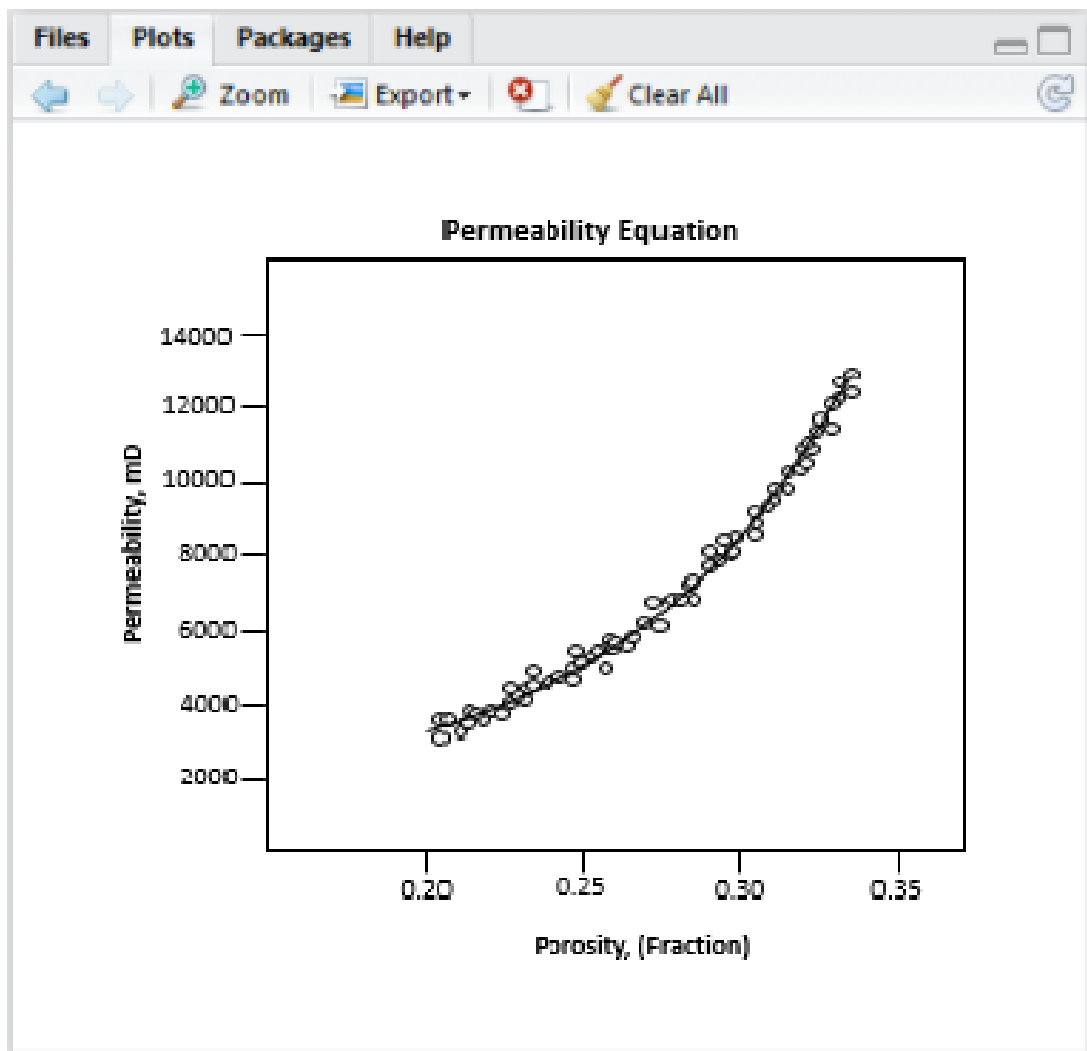 Files Plots Packages Help
Zoom Export Clear All
Permeability Equation
14000
12000
10000
8000
6000
4000
2000
Permeability, mD
0.20 0.25 0.30 0.35
Porosity, (Fraction)